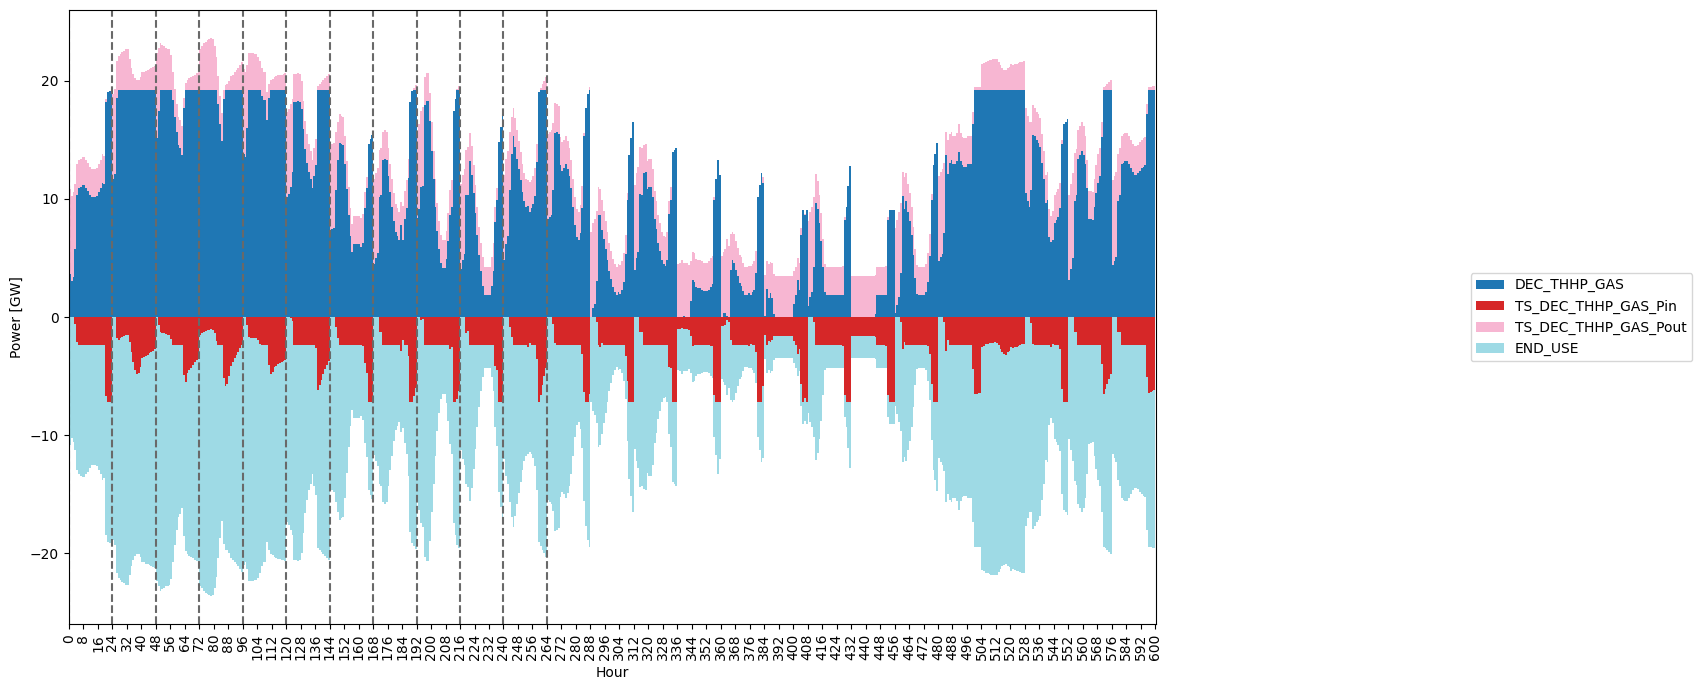 Power [GW]
20
10
0
−10
−20
0 8 16 24 32 40 48 56 64 72 80 88 96 104 112 120 128 136 144 152 160 168 176 184 192 200 208 216 224 232 240 248 256 264 272 280 288 296 304 312 320 328 336 344 352 360 368 376 384 392 400 408 416 424 432 440 448 456 464 472 480 488 496 504 512 520 528 536 544 552 560 568 576 584 592 600
Hour
DEC_THHP_GAS
TS_DEC_THHP_GAS_Pin
TS_DEC_THHP_GAS_Pout
END_USE